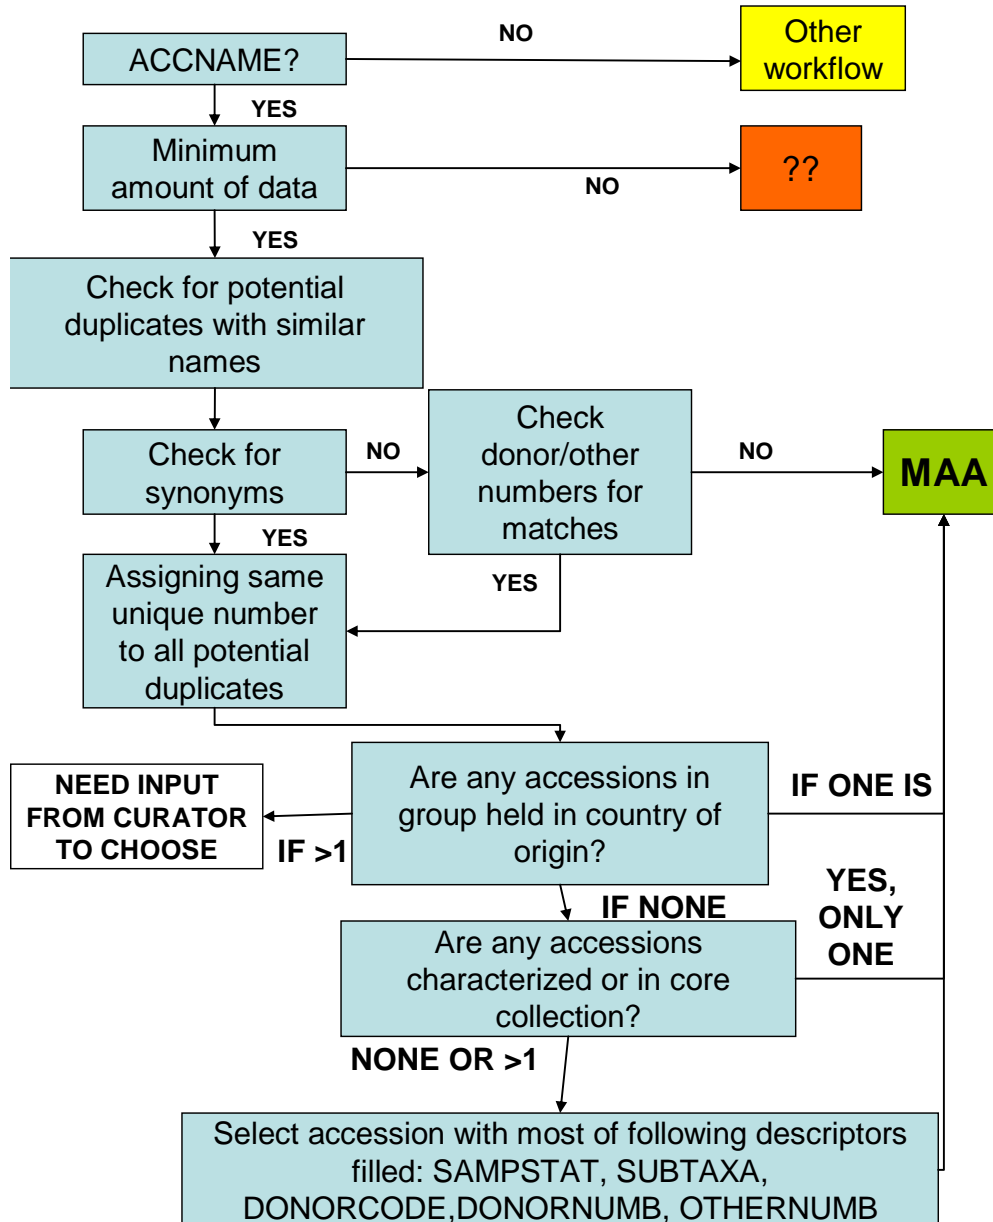 ACCNAME?
NO
Other
workflow
YES
Minimum
amount of data
NO
??
YES
Check for potential
duplicates with similar
names
Check for
synonyms
NO
Check
donor/other
numbers for
matches
NO
MAA
YES
YES
Assigning same
unique number
to all potential
duplicates
Are any accessions in
group held in country of
origin?
IF ONE IS
NEED INPUT
FROM CURATOR
TO CHOOSE
IF >1
IF NONE
YES,
ONLY
ONE
Are any accessions
characterized or in core
collection?
NONE OR >1
Select accession with most of following descriptors
filled: SAMPSTAT, SUBTAXA,
DONORCODE,DONORNUMB, OTHERNUMB